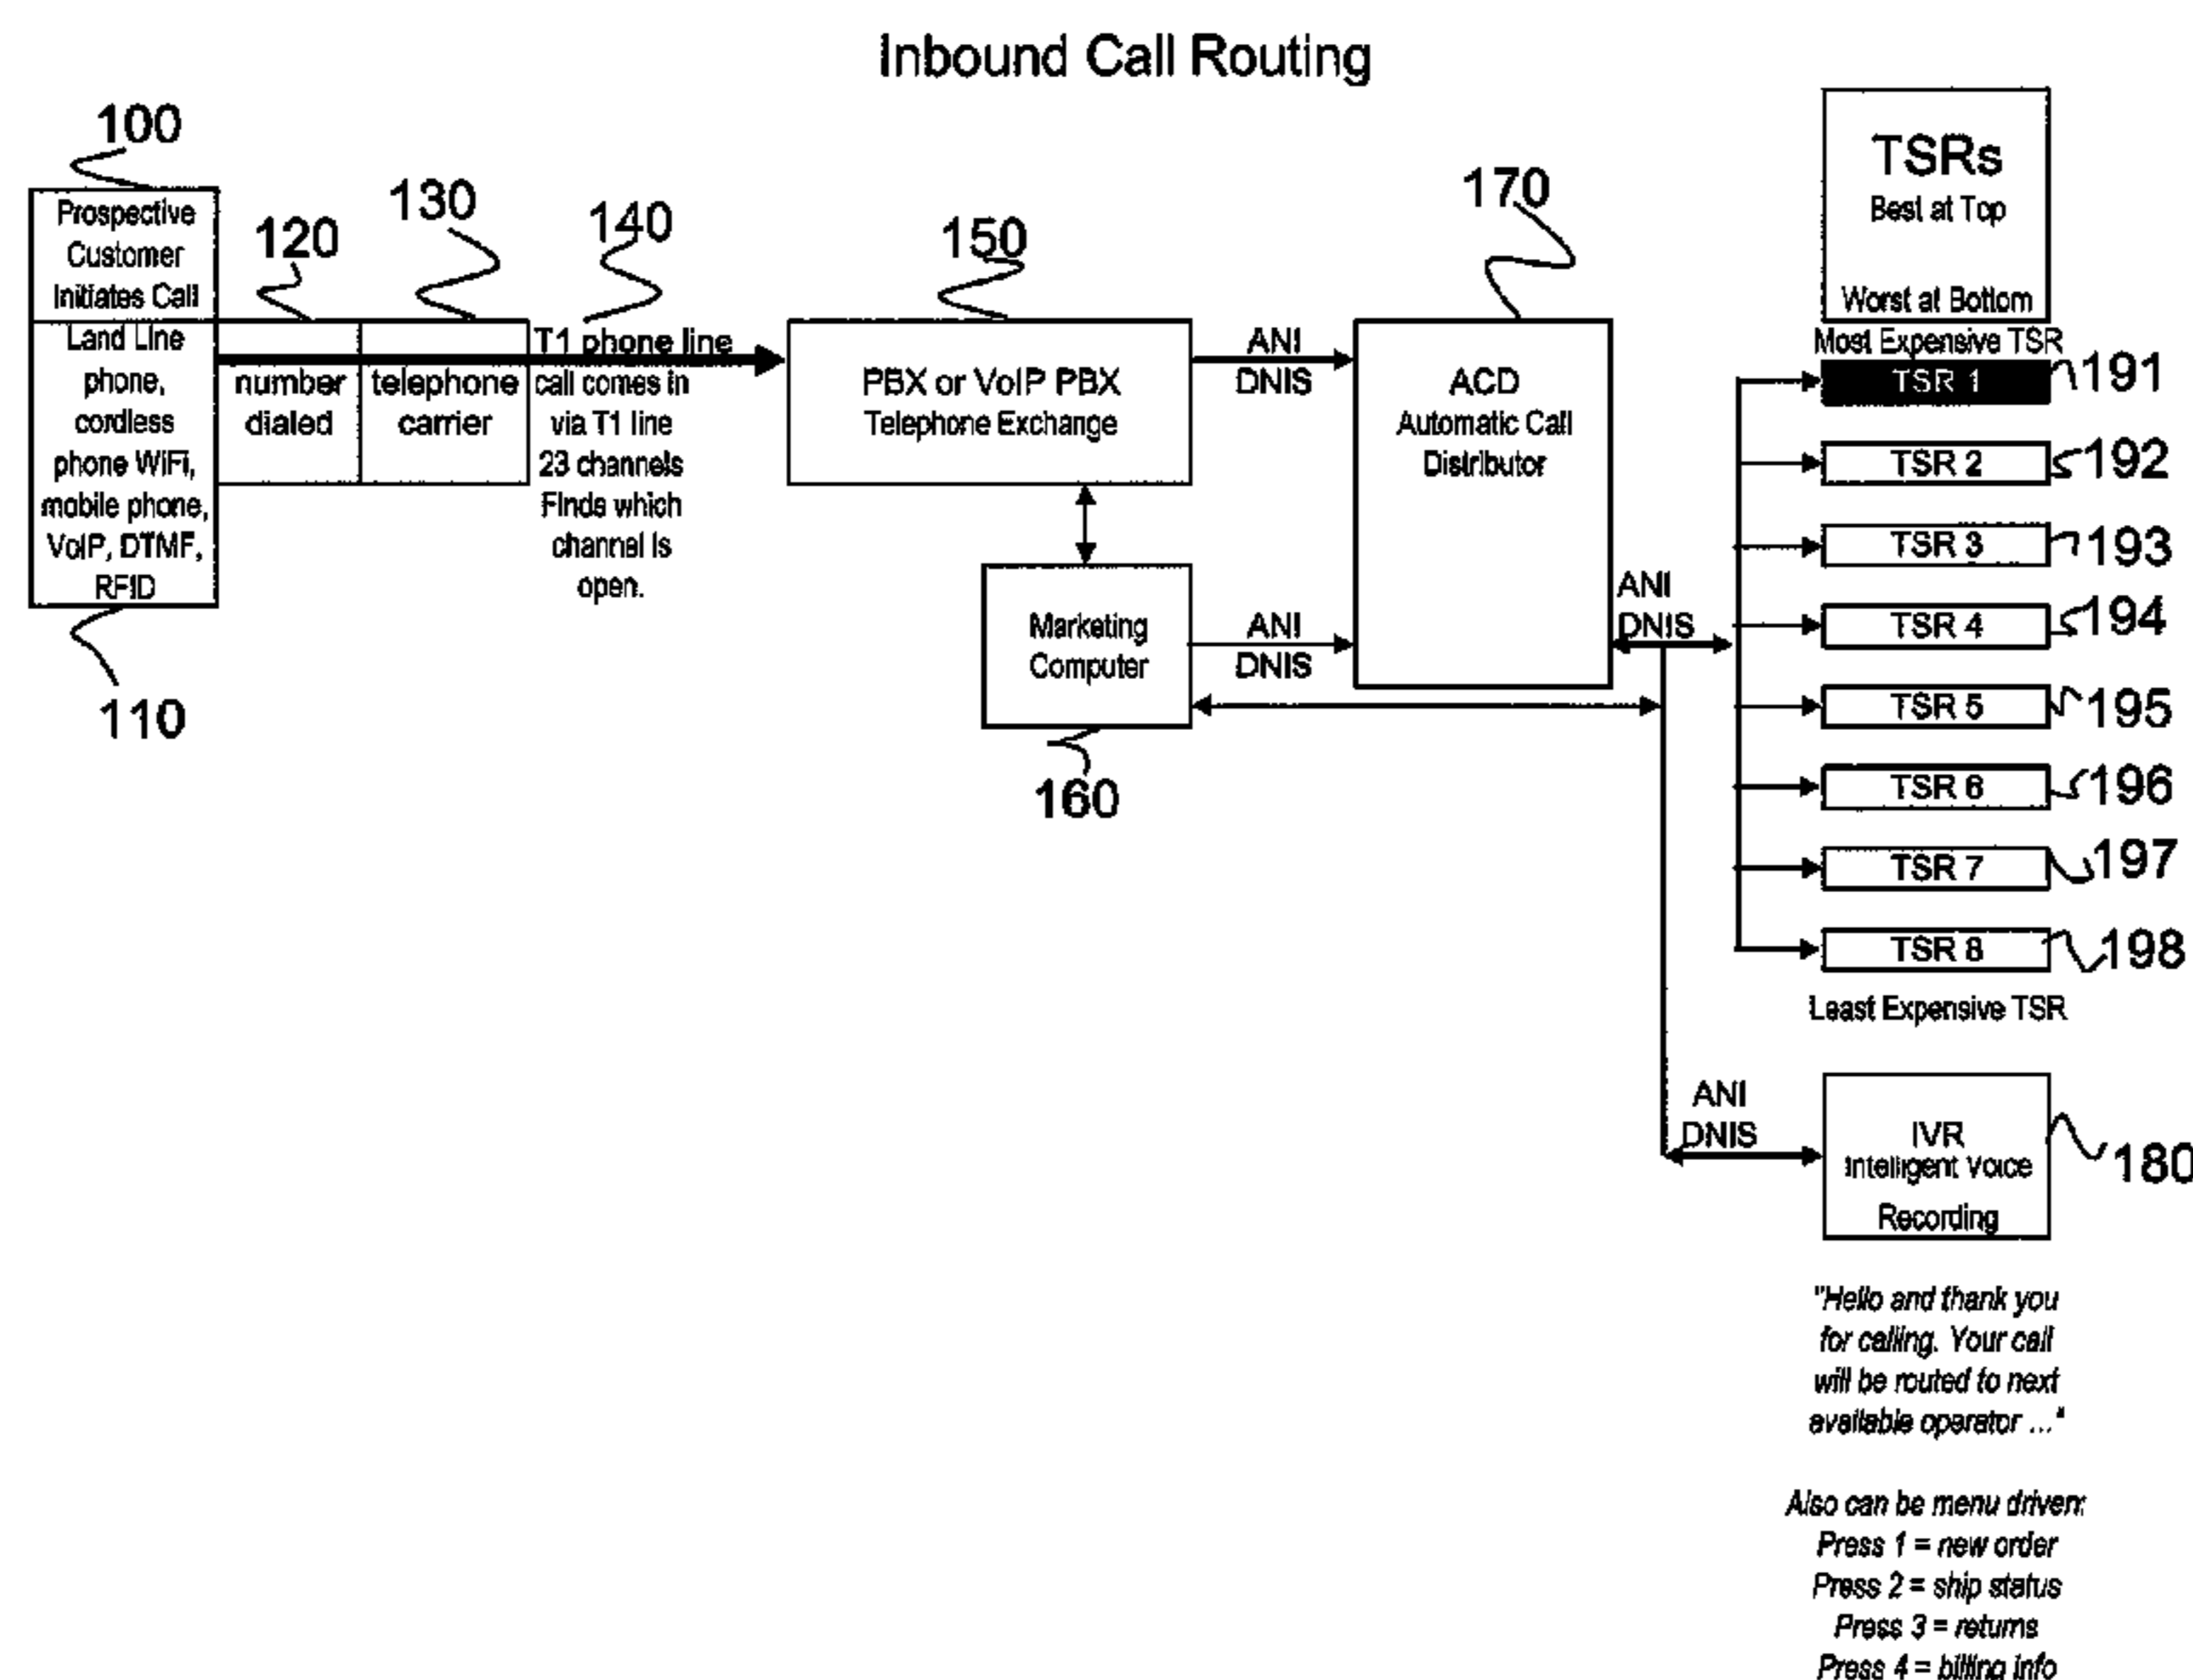 Inbound Call Routing
100
Prospective
Customer
Initiates Call
Land Line
phone,
cordless
phone WiFi,
mobile phone,
VoIP, DTMF,
RFID
110
120
number
dialed
130
telephone
carrier
140
T1 phone line
call comes in
via T1 line
23 channels
Finds which
channel is
open.
150
PBX or VoIP PBX
Telephone Exchange
ANI
DNIS
Marketing
Computer
160
ANI
DNIS
170
ACD
Automatic Call
Distributor
ANI
DNIS
TSRs
Best at Top
Worst at Bottom
Most Expensive TSR
TSR 1
191
TSR 2
192
TSR 3
193
TSR 4
194
TSR 5
195
TSR 6
196
TSR 7
197
TSR 8
198
Least Expensive TSR
ANI
DNIS
IVR
Intelligent Voice
Recording
180
"Hello and thank you
for calling. Your call
will be routed to next
available operator ..."
Also can be menu driven:
Press 1 = new order
Press 2 = ship status
Press 3 = returns
Press 4 = billing info